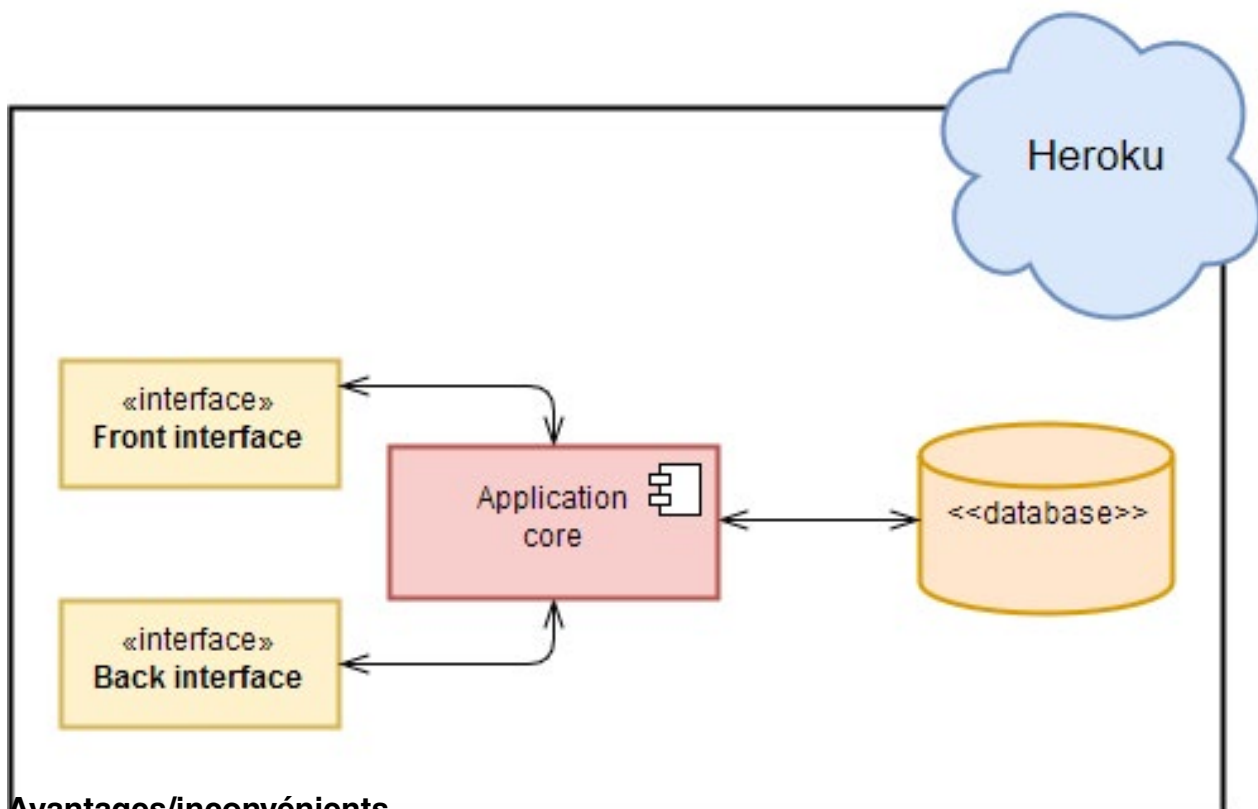 Heroku
«interface»
Front interface
Application
core
<<database>>
«interface»
Back interface
Avantages/inconvénients